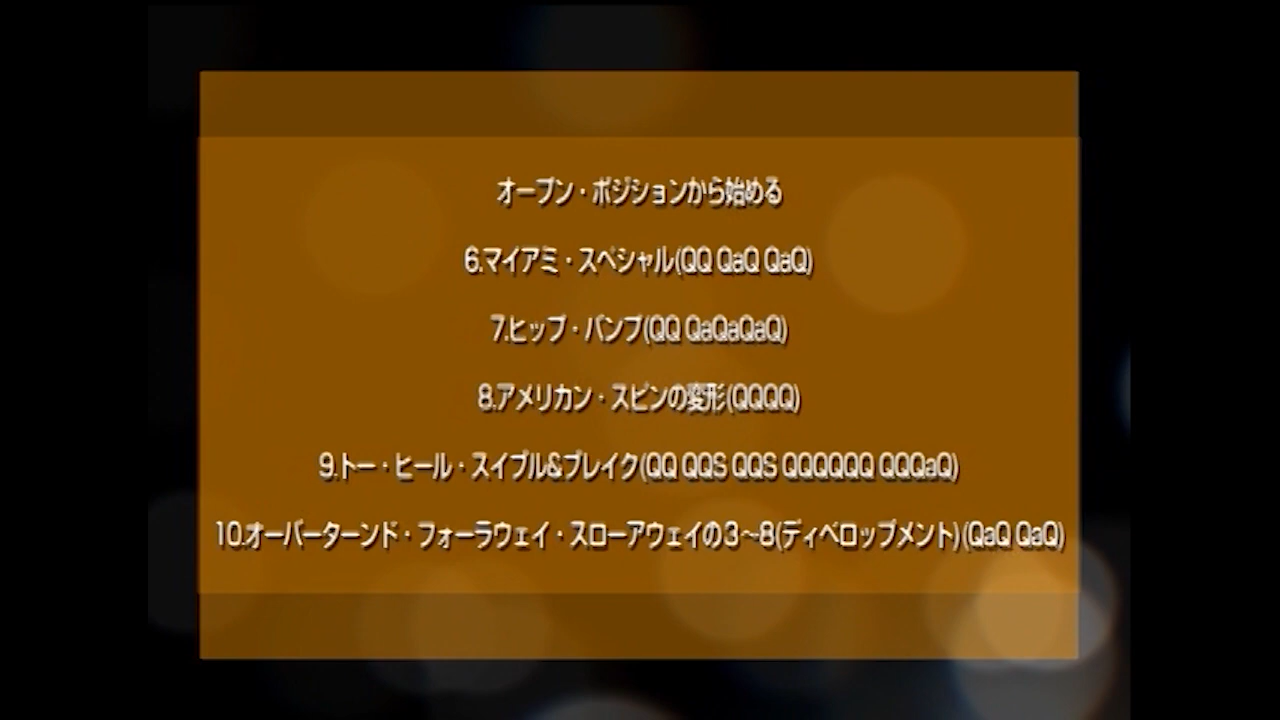 オープン・ポジションから始める
6.マイアミ・スペシャル(QQ QaQ QaQ)
7.ヒップ・バンプ(QQ QaQaQaQ)
8.アメリカン・スピンの変形(QQQQ)
9.トー・ヒール・スイブル&ブレイク(QQ QQS QQS QQQQQQ QQQaQ)
10.オーバーターンド・フォーラウェイ・スローアウェイの3〜8(ディベロップメント)(QaQ QaQ)